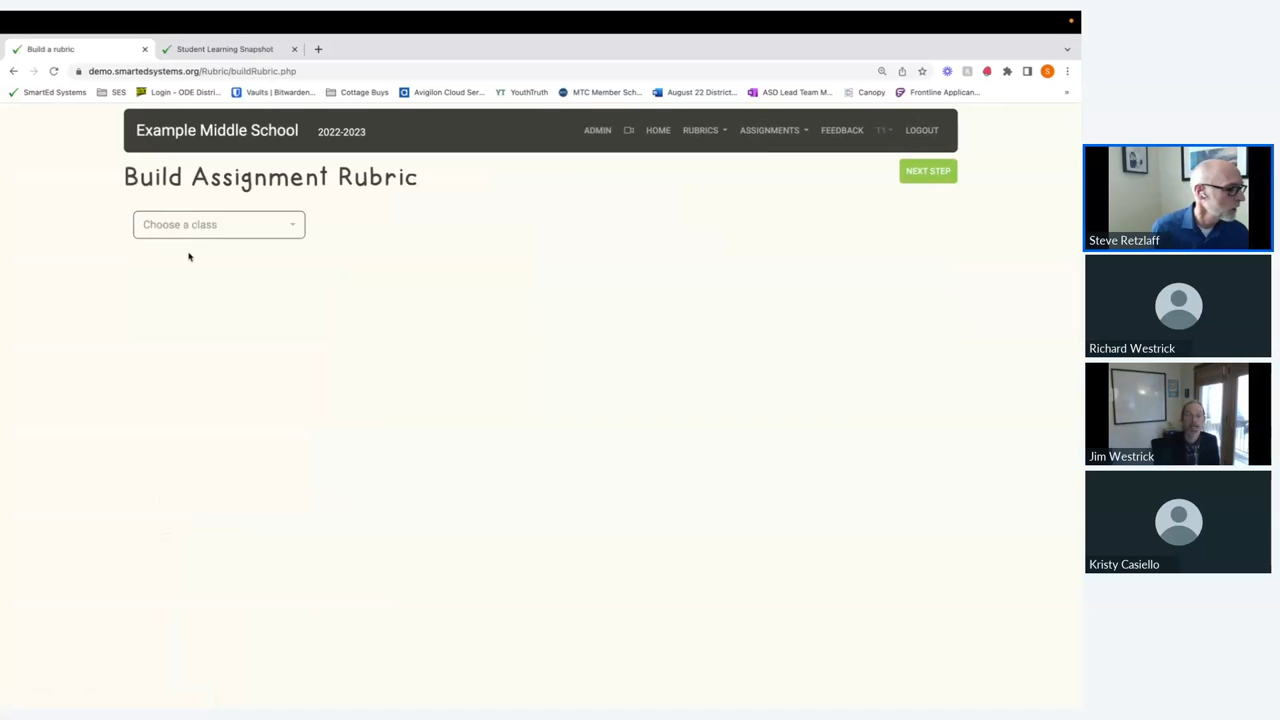 Build a rubric
Student Learning Snapshot
demo.smartedsystems.org/Rubric/buildRubric.php
S
SmartEd Systems
SES
Login - ODE Distri...
Vaults | Bitwarden...
Cottage Buys
Avigilon Cloud Ser...
YT YouthTruth
MTC Member Sch...
August 22 District...
ASD Lead Team M...
Canopy
Frontline Applican...
»
Example Middle School 2022-2023
ADMIN
HOME
RUBRICS
ASSIGNMENTS
FEEDBACK
T1
LOGOUT
Build Assignment Rubric
NEXT STEP
Choose a class
Steve Retzlaff
Richard Westrick
Jim Westrick
Kristy Casiello